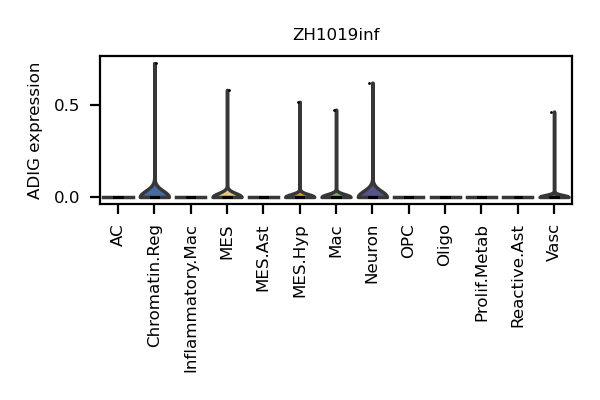 ZH1019inf
ADIG expression
0.5
0.0
AC
Chromatin.Reg
Inflammatory.Mac
MES
MES.Ast
MES.Hyp
Mac
Neuron
OPC
Oligo
Prolif.Metab
Reactive.Ast
Vasc